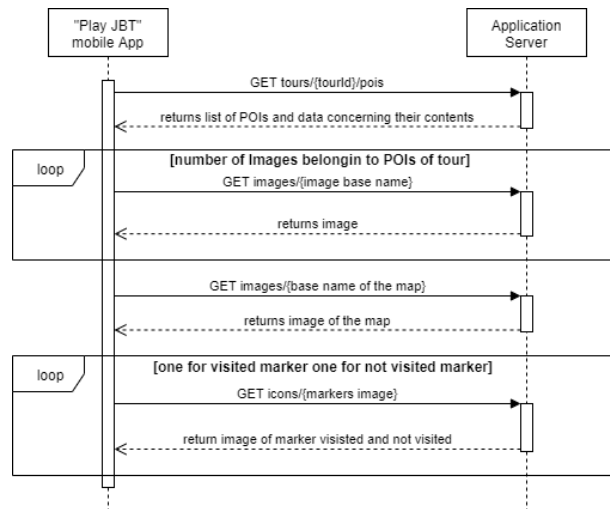 "Play JBT"
mobile App
Application
Server
GET tours/{tourId}/pois
returns list of POIs and data concerning their contents
loop
[number of Images belongin to POIs of tour]
GET images/{image base name}
returns image
GET images/{base name of the map}
returns image of the map
loop
[one for visited marker one for not visited marker]
GET icons/{markers image}
return image of marker visisted and not visited